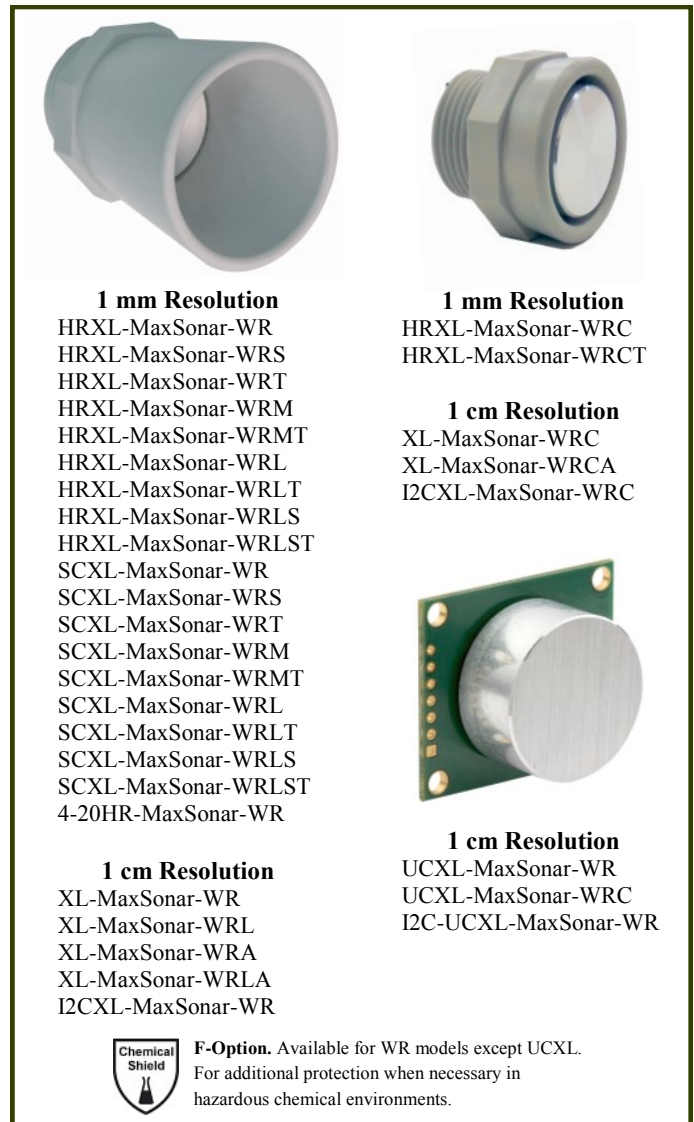 1 mm Resolution
HRXL-MaxSonar-WR
HRXL-MaxSonar-WRS
HRXL-MaxSonar-WRT
HRXL-MaxSonar-WRM
HRXL-MaxSonar-WRMT
HRXL-MaxSonar-WRL
HRXL-MaxSonar-WRLT
HRXL-MaxSonar-WRLS
HRXL-MaxSonar-WRLST
SCXL-MaxSonar-WR
SCXL-MaxSonar-WRS
SCXL-MaxSonar-WRT
SCXL-MaxSonar-WRM
SCXL-MaxSonar-WRMT
SCXL-MaxSonar-WRL
SCXL-MaxSonar-WRLT
SCXL-MaxSonar-WRLS
SCXL-MaxSonar-WRLST
4-20HR-MaxSonar-WR
1 cm Resolution
XL-MaxSonar-WR
XL-MaxSonar-WRL
XL-MaxSonar-WRA
XL-MaxSonar-WRLA
I2CXL-MaxSonar-WR
1 mm Resolution
HRXL-MaxSonar-WRC
HRXL-MaxSonar-WRCT
1 cm Resolution
XL-MaxSonar-WRC
XL-MaxSonar-WRCA
I2CXL-MaxSonar-WRC
1 cm Resolution
UCXL-MaxSonar-WR
UCXL-MaxSonar-WRC
I2C-UCXL-MaxSonar-WR
Chemical
Shield
F-Option. Available for WR models except UCXL.
For additional protection when necessary in
hazardous chemical environments.